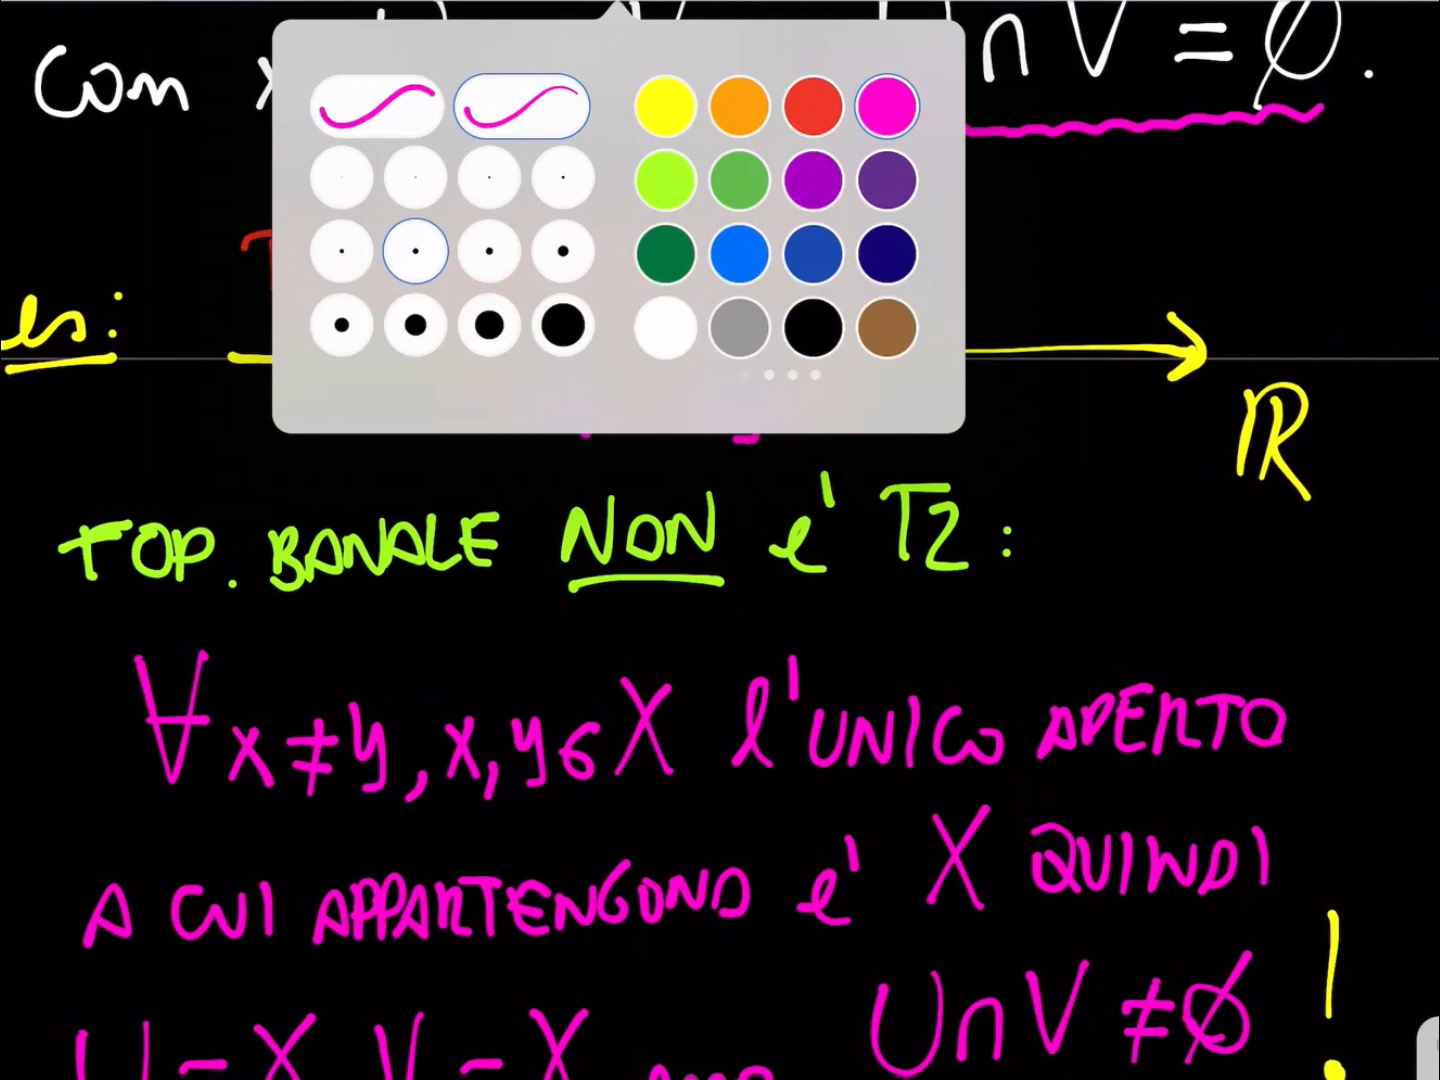 Con x U∩V=∅.
es:
ℝ
TOP. BANALE NON e' T2:
∀x≠y, x,y∈X l'UNICO APERTO
A CUI APPARTENGONO e' X QUINDI
U∩V≠∅ !
U=X V=X